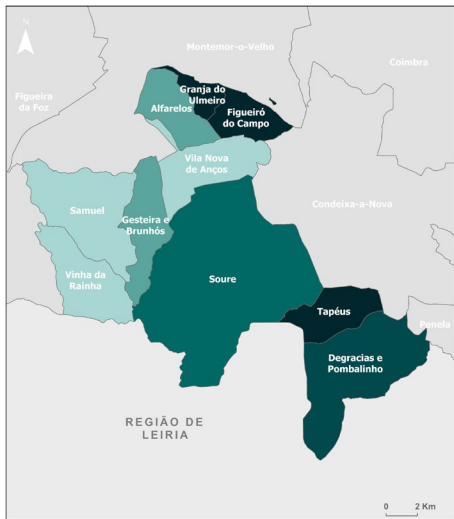 N
Montemor-o-Velho
Coimbra
Figueira
da Foz
Granja do
Ulmeiro
Alfarelos
Figueiró
do Campo
Vila Nova
de Anços
Condeixa-a-Nova
Samuel
Gesteira e
Brunhós
Vinha da
Rainha
Soure
Tapéus
Penela
Degracias e
Pombalinho
REGIÃO DE
LEIRIA
0 2 Km